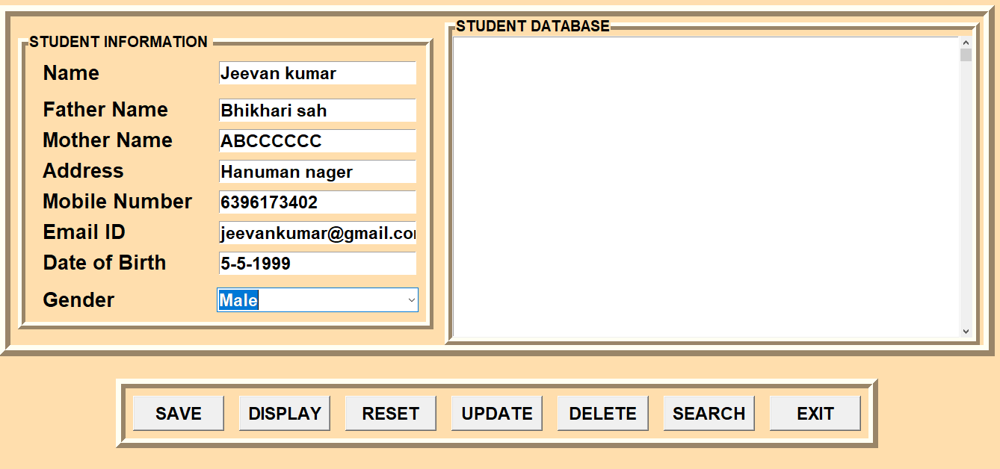 STUDENT INFORMATION
Name Jeevan kumar
Father Name Bhikhari sah
Mother Name ABCCCCCC
Address Hanuman nager
Mobile Number 6396173402
Email ID jeevankumar@gmail.co
Date of Birth 5-5-1999
Gender Male
STUDENT DATABASE
SAVE DISPLAY RESET UPDATE DELETE SEARCH EXIT